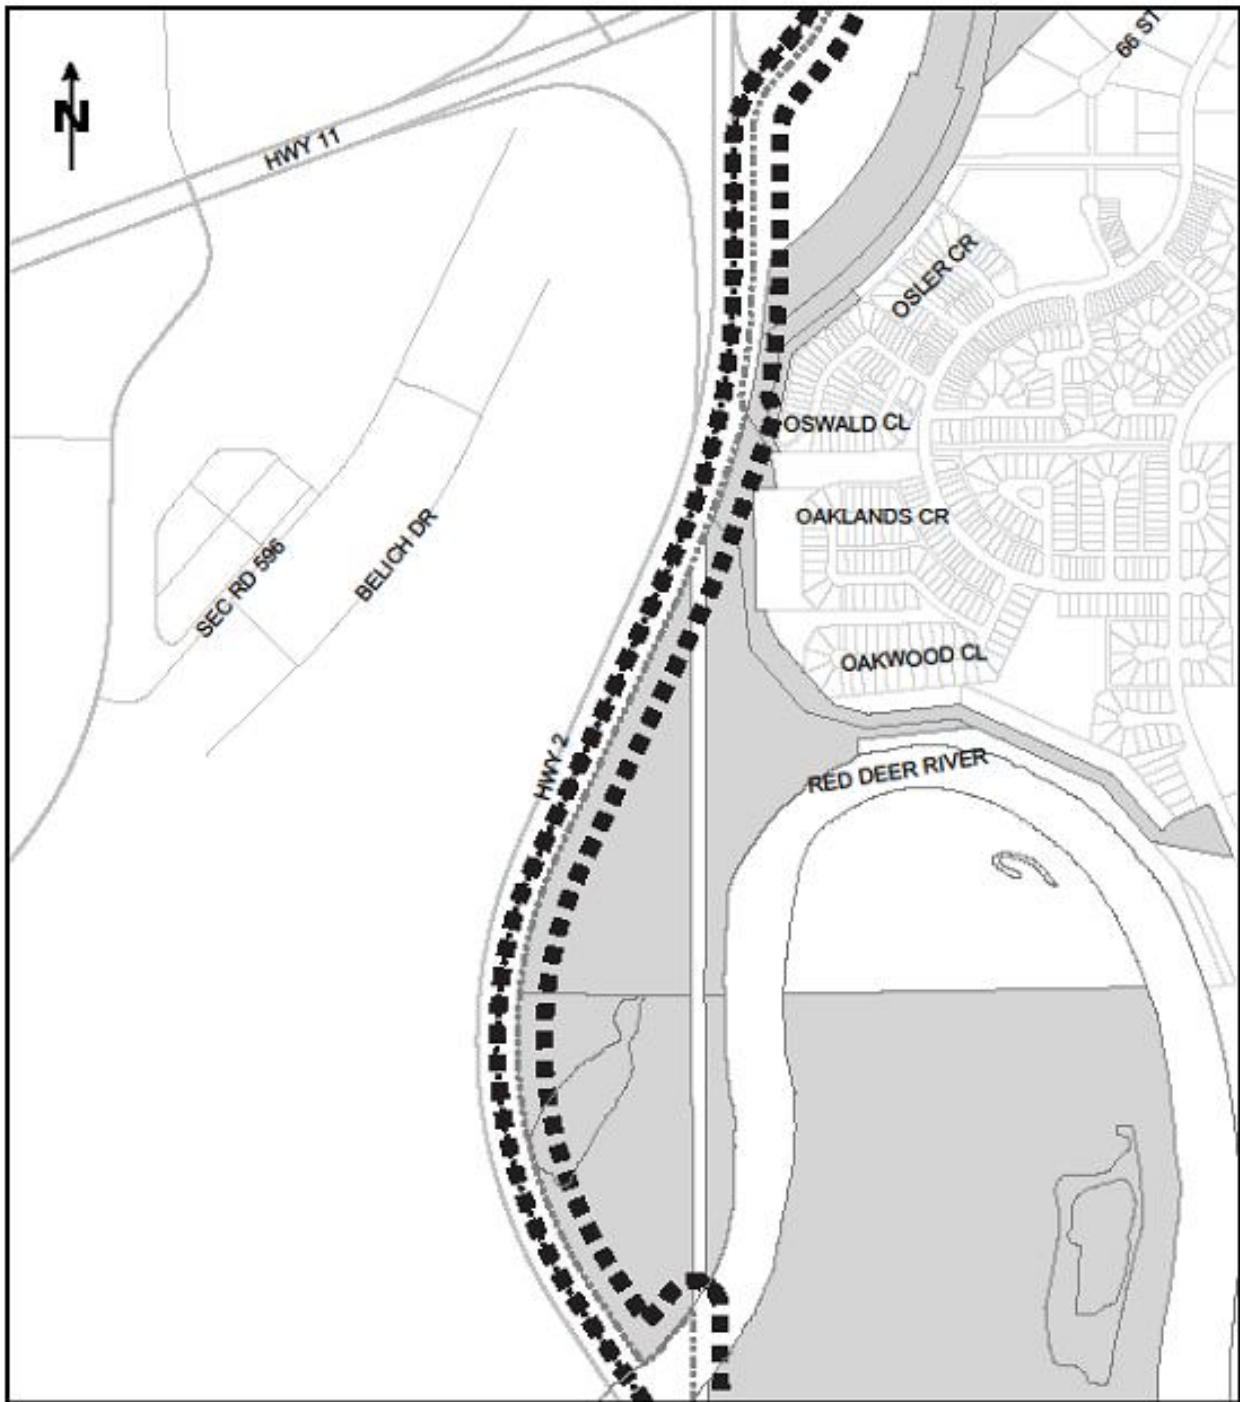 66 ST
N
HWY 11
OSLER CR
OSWALD CL
OAKLANDS CR
SEC RD 596
BELICH DR
OAKWOOD CL
HWY 2
RED DEER RIVER